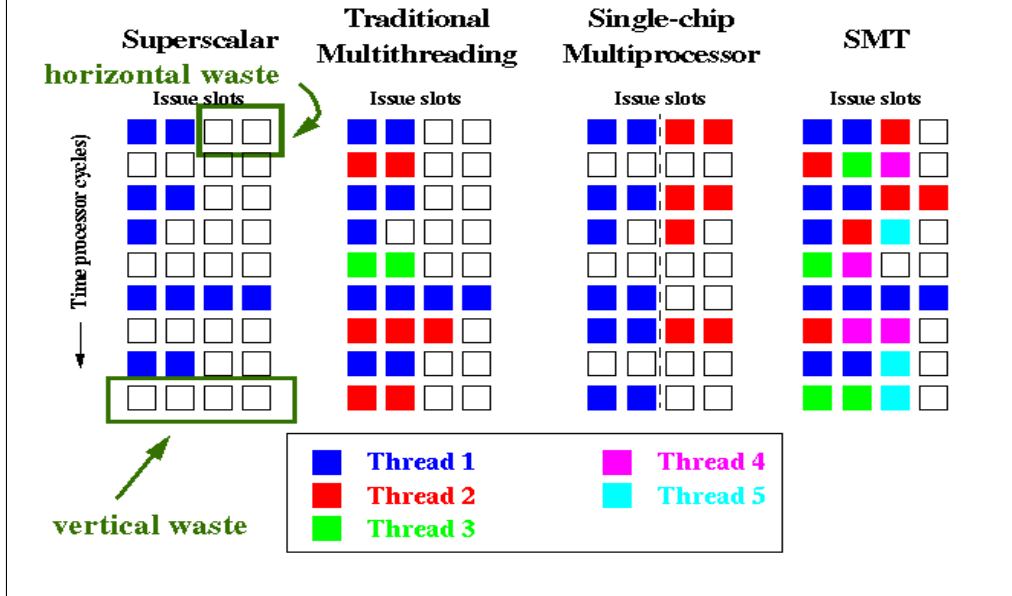 Superscalar
horizontal waste
Issue slots
Traditional
Multithreading
Issue slots
Single-chip
Multiprocessor
Issue slots
SMT
Issue slots
Time processor cycles)
vertical waste
Thread 1
Thread 2
Thread 3
Thread 4
Thread 5